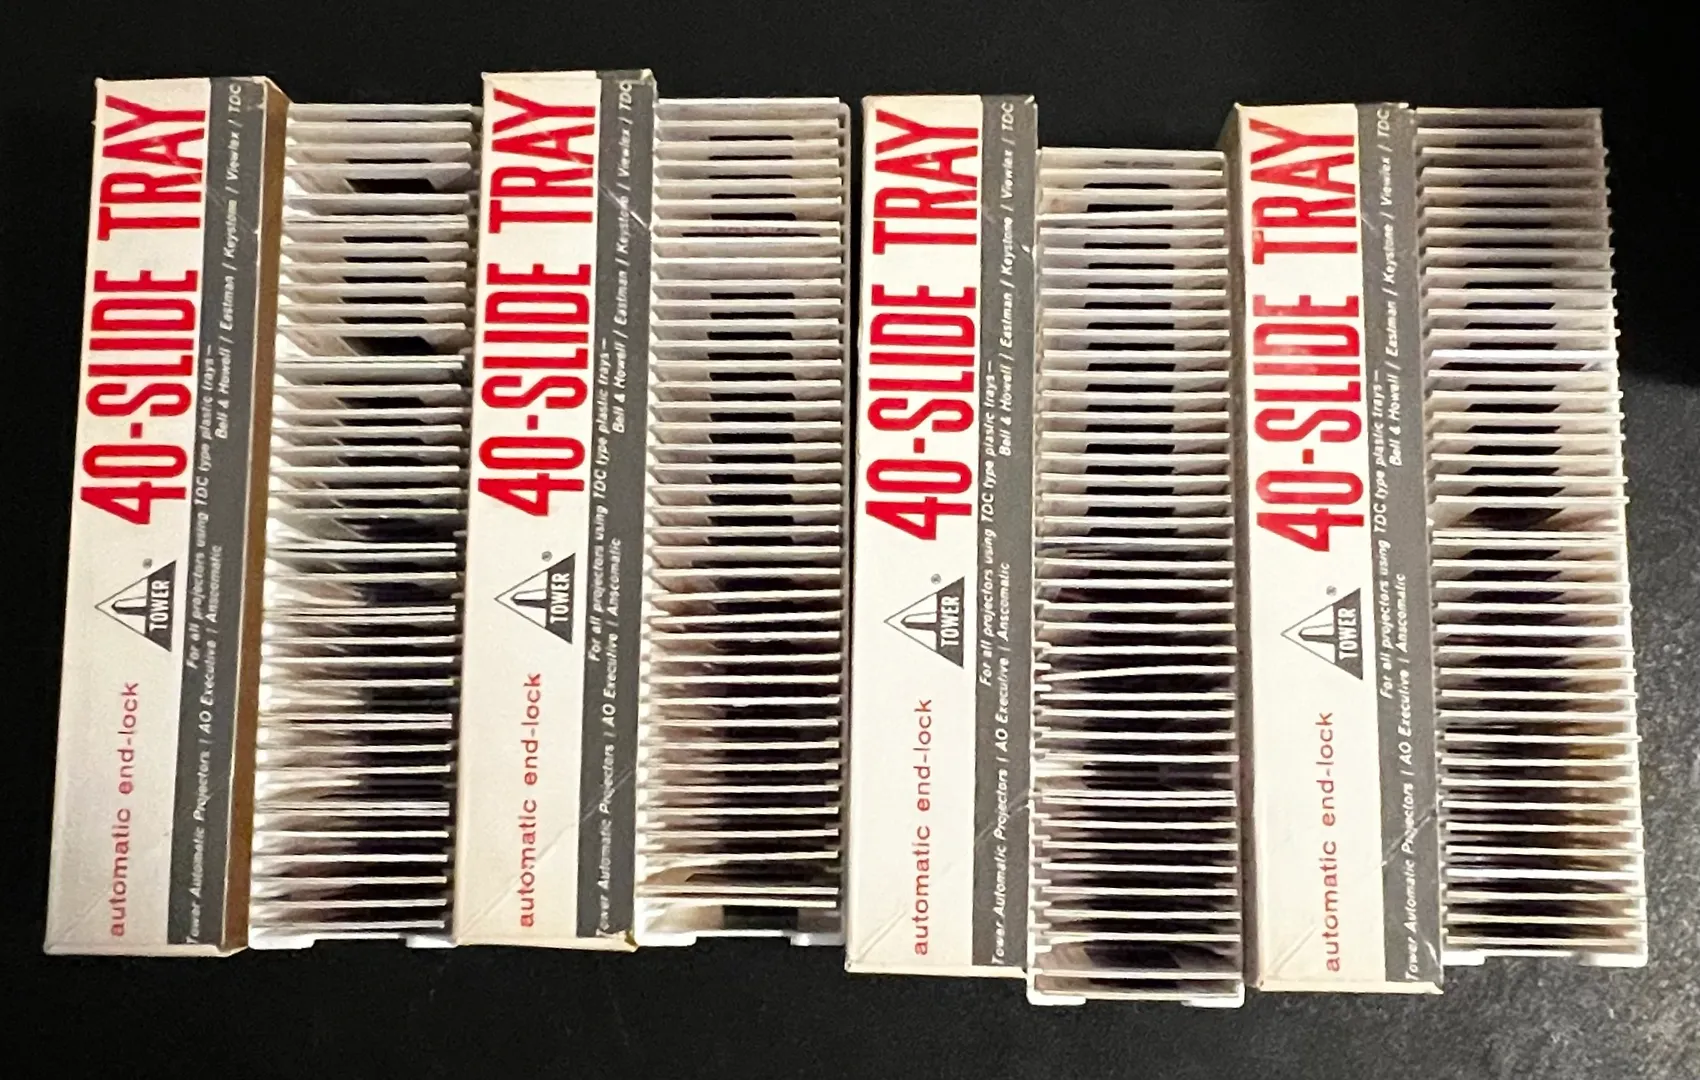 40-SLIDE TRAY
TOWER®
automatic end-lock
For all projectors using TDC type plastic trays—
Tower Automatic Projectors / AO Executive / Anscomatic
Bell & Howell / Eastman / Keystone / Viewlex / TDC
40-SLIDE TRAY
TOWER®
automatic end-lock
For all projectors using TDC type plastic trays—
Tower Automatic Projectors / AO Executive / Anscomatic
Bell & Howell / Eastman / Keystone / Viewlex / TDC
40-SLIDE TRAY
TOWER®
automatic end-lock
For all projectors using TDC type plastic trays—
Tower Automatic Projectors / AO Executive / Anscomatic
Bell & Howell / Eastman / Keystone / Viewlex / TDC
40-SLIDE TRAY
TOWER®
automatic end-lock
For all projectors using TDC type plastic trays—
Tower Automatic Projectors / AO Executive / Anscomatic
Bell & Howell / Eastman / Keystone / Viewlex / TDC